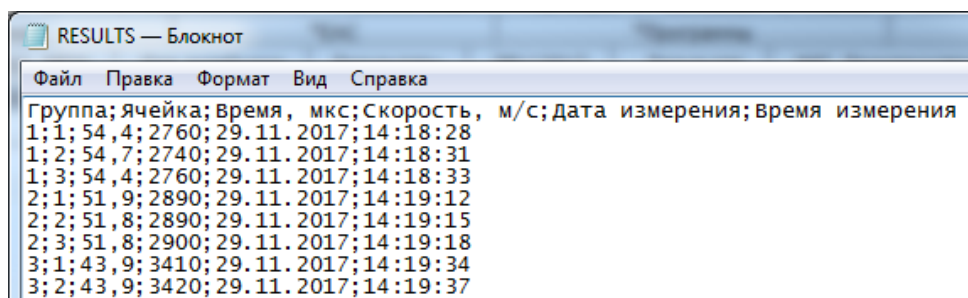 RESULTS — Блокнот
Файл Правка Формат Вид Справка
Группа;Ячейка;Время, мкс;Скорость, м/с;Дата измерения;Время измерения
1;1;54,4;2760;29.11.2017;14:18:28
1;2;54,7;2740;29.11.2017;14:18:31
1;3;54,4;2760;29.11.2017;14:18:33
2;1;51,9;2890;29.11.2017;14:19:12
2;2;51,8;2890;29.11.2017;14:19:15
2;3;51,8;2900;29.11.2017;14:19:18
3;1;43,9;3410;29.11.2017;14:19:34
3;2;43,9;3420;29.11.2017;14:19:37